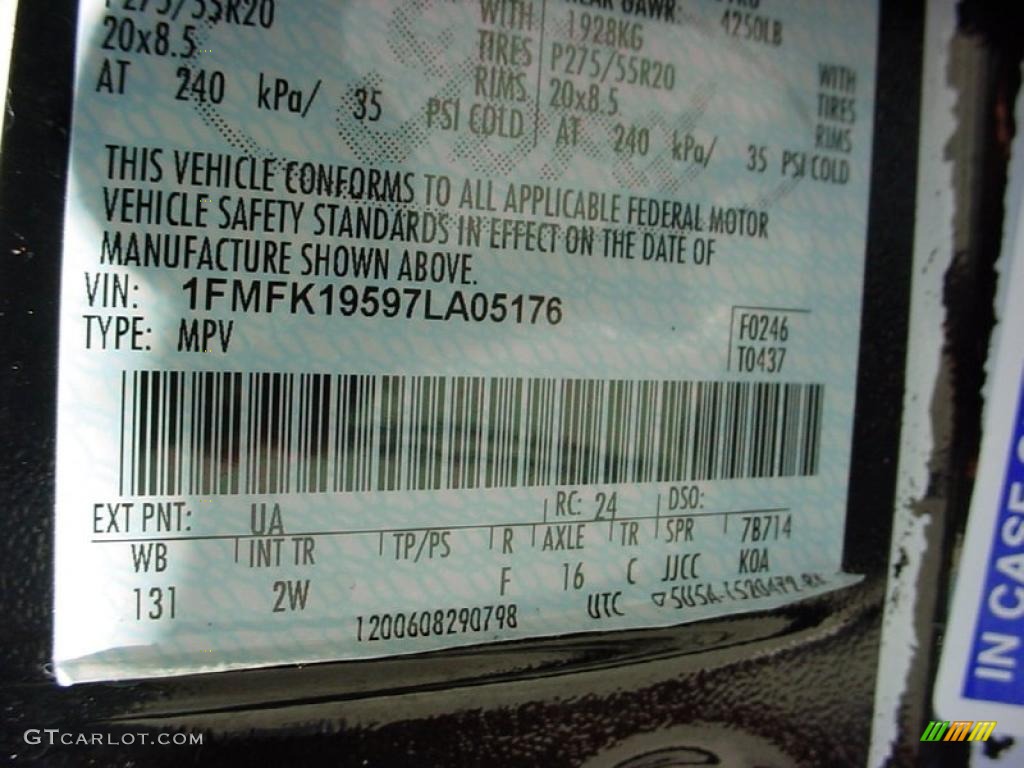 P275/55R20
20x8.5
AT 240 kPa/ 35 PSI COLD
WITH
TIRES
RIMS
4250LB
1928KG
P275/55R20
20x8.5
AT 240 kPa/ 35 PSI COLD
WITH
TIRES
RIMS
THIS VEHICLE CONFORMS TO ALL APPLICABLE FEDERAL MOTOR
VEHICLE SAFETY STANDARDS IN EFFECT ON THE DATE OF
MANUFACTURE SHOWN ABOVE.
VIN: 1FMFK19597LA05176
TYPE: MPV
F0246
T0437
EXT PNT: UA RC: 24 DSO:
WB INT TR TP/PS R AXLE TR SPR 7B714
131 2W F 16 C JJCC KOA
1200608290798 UTC
IN CASE
GTCARLOT.COM